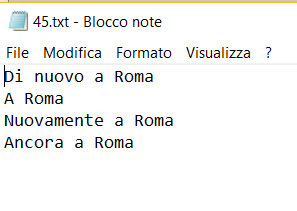 45.txt - Blocco note
File Modifica Formato Visualizza ?
Di nuovo a Roma
A Roma
Nuovamente a Roma
Ancora a Roma